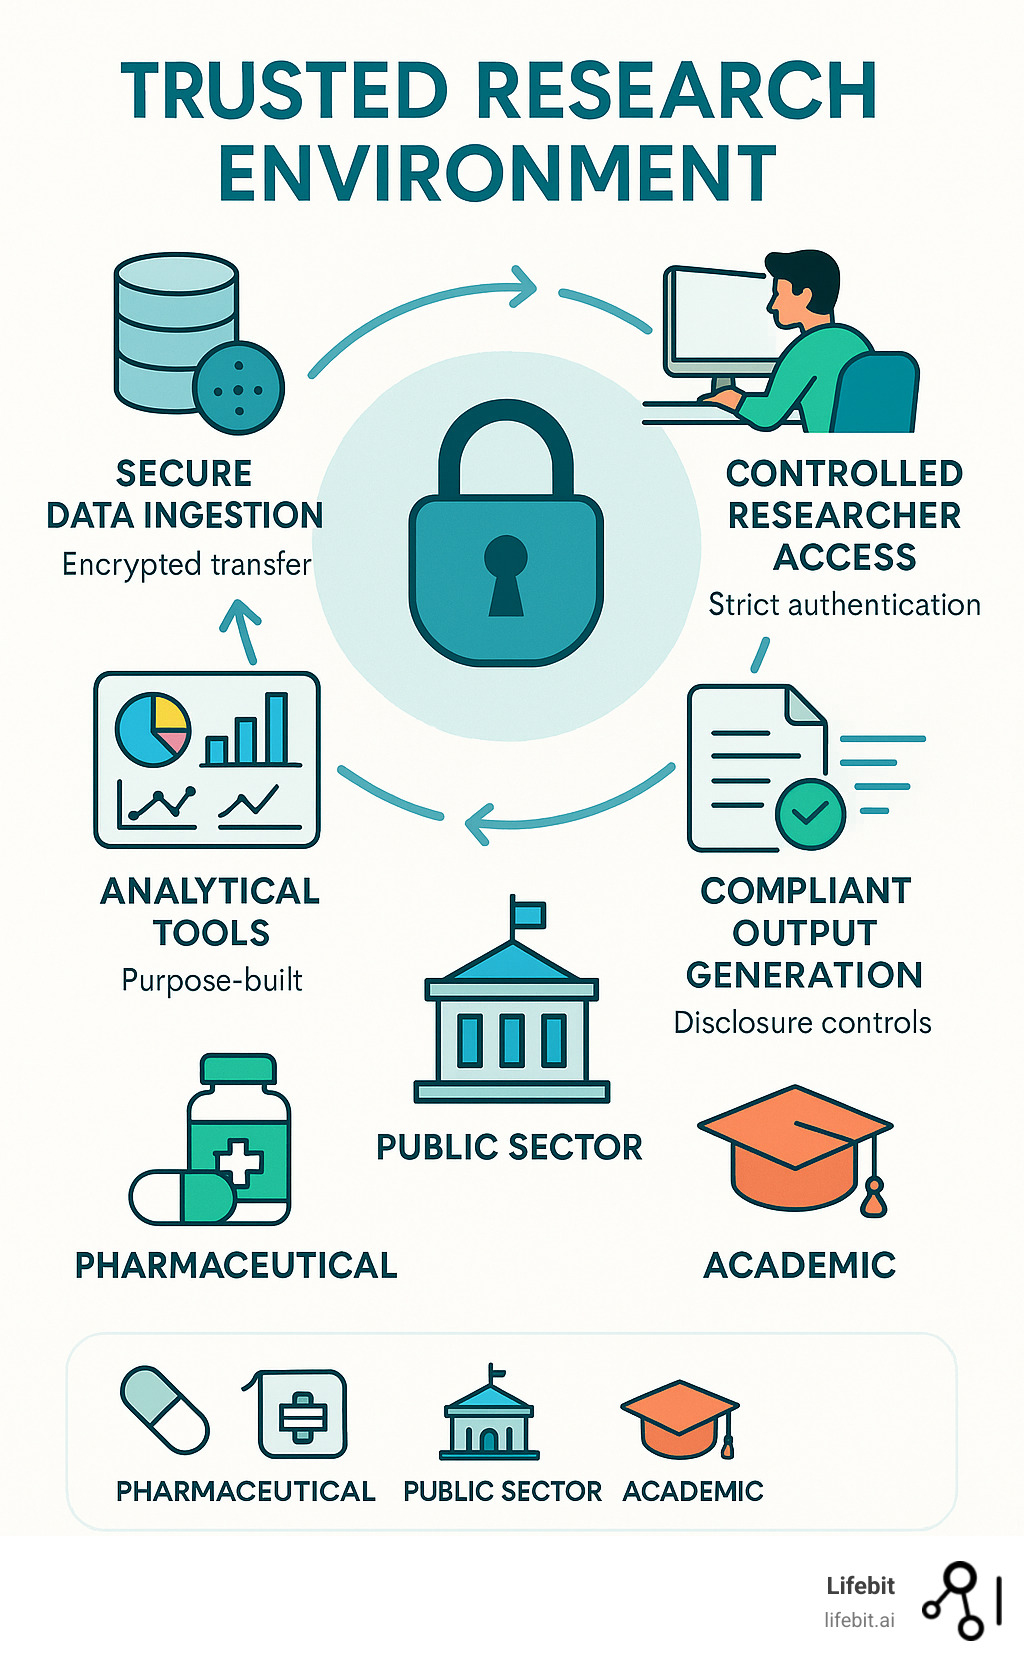 TRUSTED RESEARCH
ENVIRONMENT
SECURE
DATA INGESTION
Encrypted transfer
CONTROLLED
RESEARCHER
ACCESS
Strict authentication
ANALYTICAL
TOOLS
Purpose-built
COMPLIANT
OUTPUT
GENERATION
Disclosure controls
PUBLIC SECTOR
PHARMACEUTICAL
ACADEMIC
PHARMACEUTICAL
PUBLIC SECTOR
ACADEMIC
Lifebit
lifebit.ai